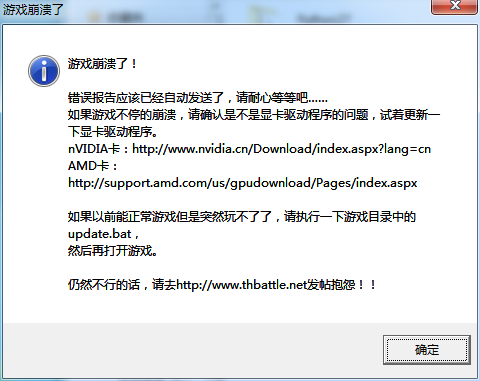 游戏崩溃了
游戏崩溃了！
错误报告应该已经自动发送了，请耐心等等吧......
如果游戏不停的崩溃，请确认是不是显卡驱动程序的问题，试着更新一
下显卡驱动程序。
nVIDIA卡：http://www.nvidia.cn/Download/index.aspx?lang=cn
AMD卡：
http://support.amd.com/us/gpudownload/Pages/index.aspx
如果以前能正常游戏但是突然玩不了了，请执行一下游戏目录中的
update.bat，
然后再打开游戏。
仍然不行的话，请去http://www.thbattle.net发帖抱怨！！
确定